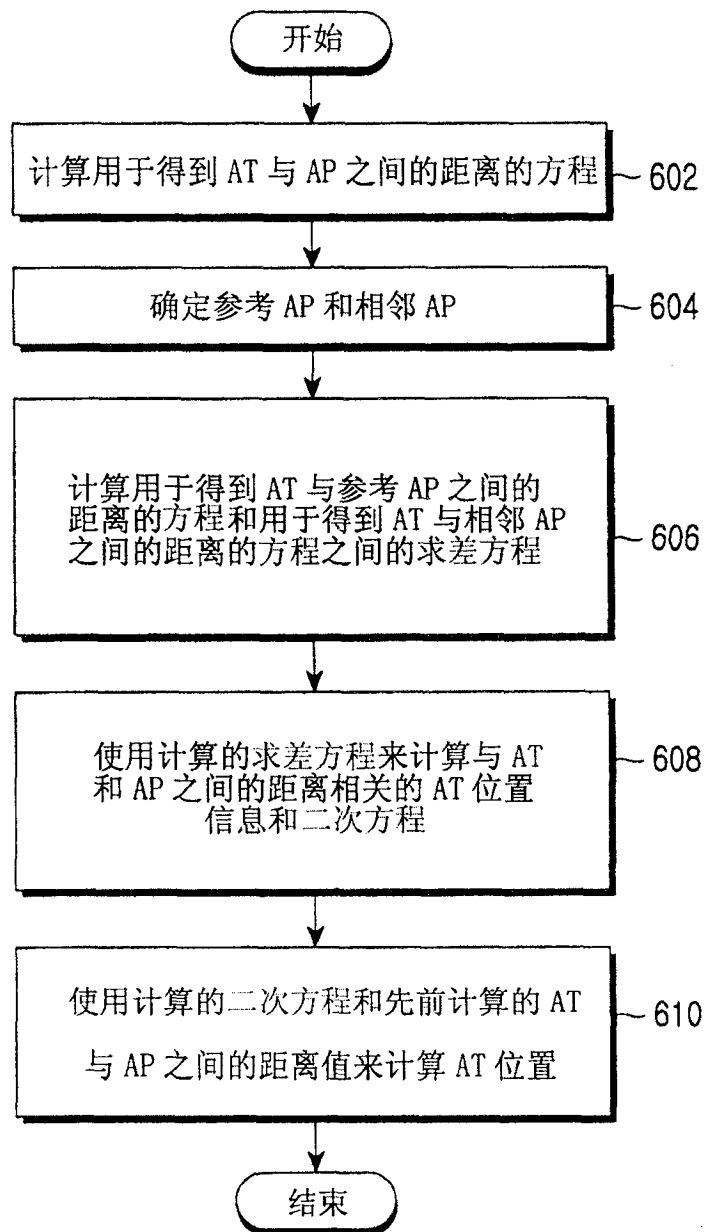 开始
计算用于得到 AT 与 AP 之间的距离的方程
602
确定参考 AP 和相邻 AP
604
计算用于得到 AT 与参考 AP 之间的
距离的方程和用于得到 AT 与相邻 AP
之间的距离的方程之间的求差方程
606
使用计算的求差方程来计算与 AT
和 AP 之间的距离相关的 AT 位置
信息和二次方程
608
使用计算的二次方程和先前计算的 AT
与 AP 之间的距离值来计算 AT 位置
610
结束